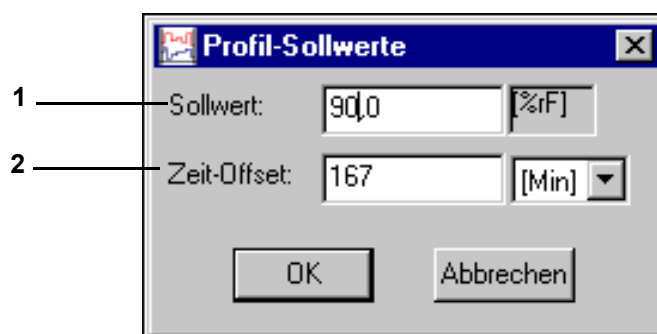 Profil-Sollwerte
1 Sollwert: 90,0 [%rF]
2 Zeit-Offset: 167 [Min]
OK Abbrechen